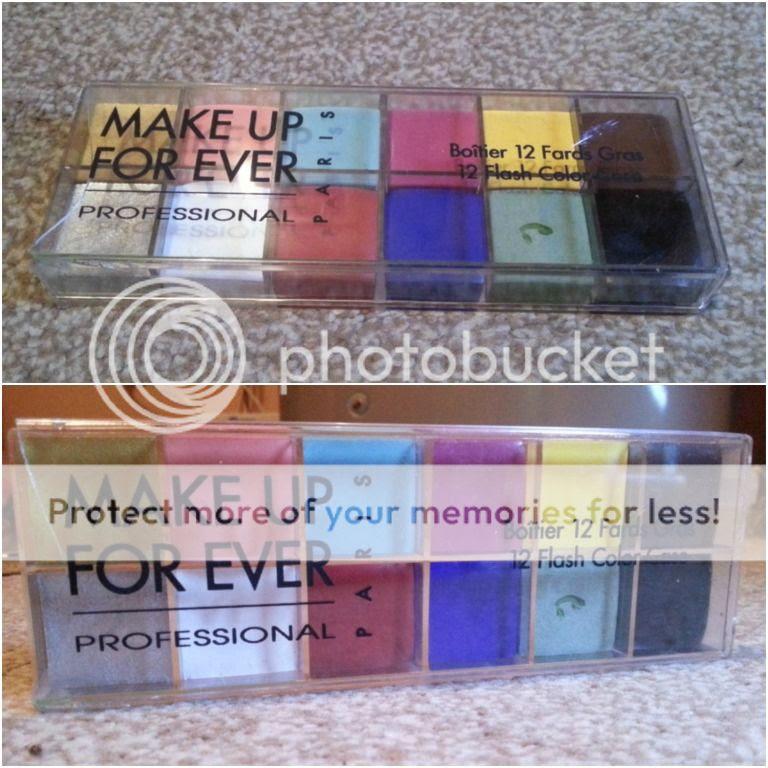 MAKE UP
FOR EVER
PROFESSIONAL
PARIS
Boîtier 12 Fards Gras
12 Flash Color Case
photobucket
Protect more of your memories for less!
MAKE UP
FOR EVER
PROFESSIONAL
PARIS
Boîtier 12 Fards Gras
12 Flash Color Case